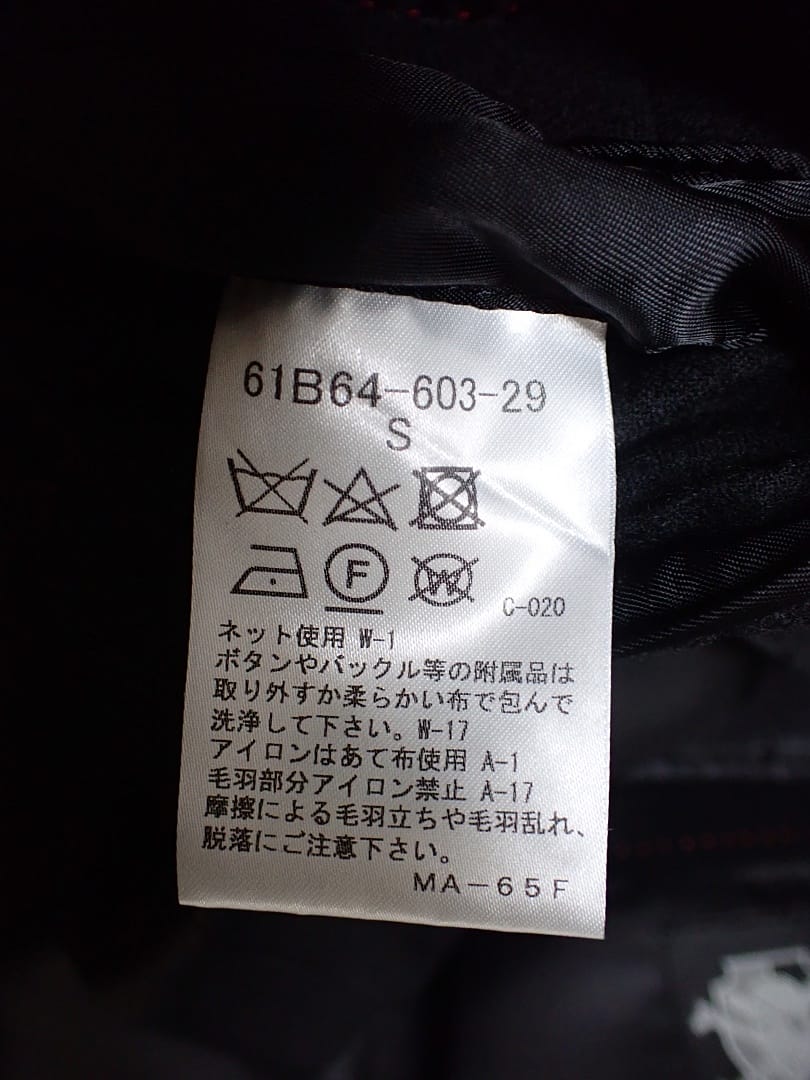 61B64-603-29
S
F
W
C-020
ネット使用 W-1
ボタンやバックル等の附属品は
取り外すか柔らかい布で包んで
洗浄して下さい。W-17
アイロンはあて布使用 A-1
毛羽部分アイロン禁止 A-17
摩擦による毛羽立ちや毛羽乱れ、
脱落にご注意下さい。
MA-65F